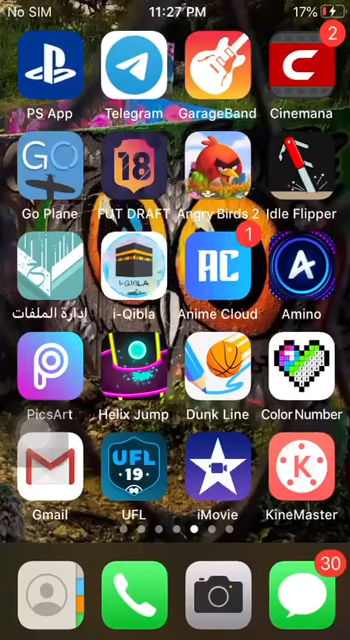 No SIM 11:27 PM 17%
2
PS App Telegram GarageBand Cinemana
GO 18
Go Plane FUT DRAFT Angry Birds 2 Idle Flipper
I-QIBLA AC 1
إدارة الملفات i-Qibla Anime Cloud Amino
PicsArt Helix Jump Dunk Line Color Number
UFL
19
Gmail UFL iMovie KineMaster
30